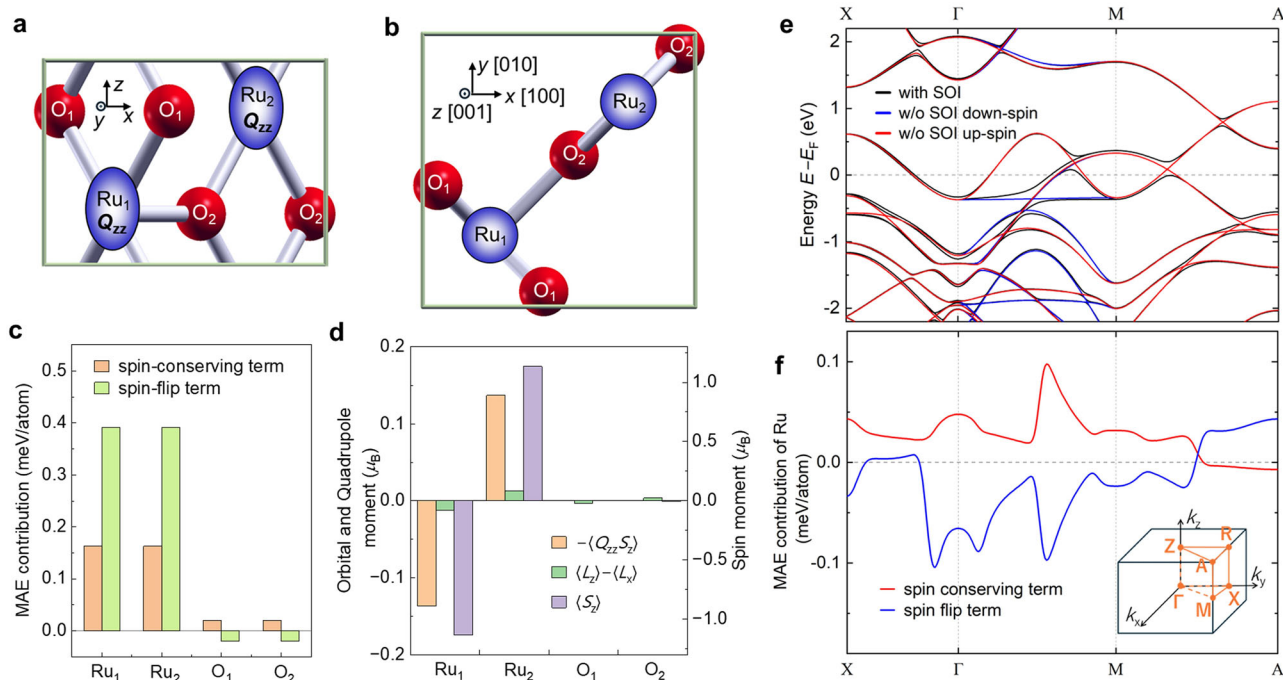 a
Ru2
Qzz
O1
O1
z
y
x
Ru1
Qzz
O2
O2
b
O2
y [010]
x [100]
z [001]
Ru2
O2
O1
Ru1
O1
c
MAE contribution (meV/atom)
0.5
0.4
0.3
0.2
0.1
0.0
spin-conserving term
spin-flip term
Ru1
Ru2
O1
O2
d
Orbital and Quadrupole
moment (μB)
0.2
0.1
0.0
−0.1
−0.2
−⟨QzzSz⟩
⟨Lz⟩−⟨Lx⟩
⟨Sz⟩
1.0
0.5
0.0
−0.5
−1.0
Spin moment (μB)
Ru1
Ru2
O1
O2
e
X
Γ
M
A
Energy E−EF (eV)
2
1
0
-1
-2
with SOI
w/o SOI down-spin
w/o SOI up-spin
f
MAE contribution of Ru
(meV/atom)
0.1
0.0
-0.1
spin conserving term
spin flip term
kz
Z
R
A
ky
Γ
X
M
kx
X
Γ
M
A